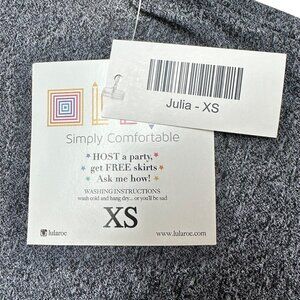 Julia - XS
Simply Comfortable
HOST a party,
get FREE skirts
Ask me how!
WASHING INSTRUCTIONS
wash cold and hang dry... or you'll be sad
XS
lularoe
www.lularoe.com